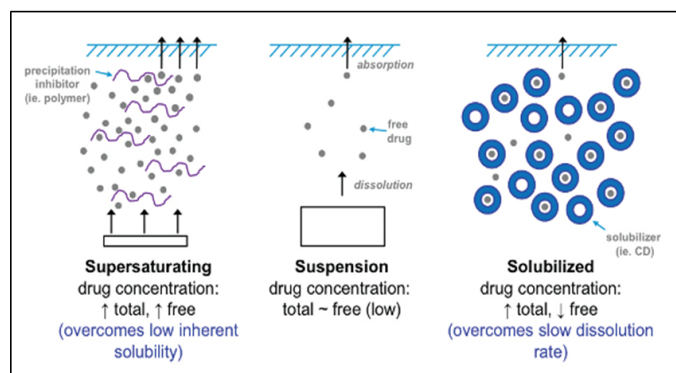 precipitation
inhibitor
(ie. polymer)
absorption
free
drug
dissolution
solubilizer
(ie. CD)
Supersaturating
drug concentration:
↑ total, ↑ free
(overcomes low inherent
solubility)
Suspension
drug concentration:
total ~ free (low)
Solubilized
drug concentration:
↑ total, ↓ free
(overcomes slow dissolution
rate)